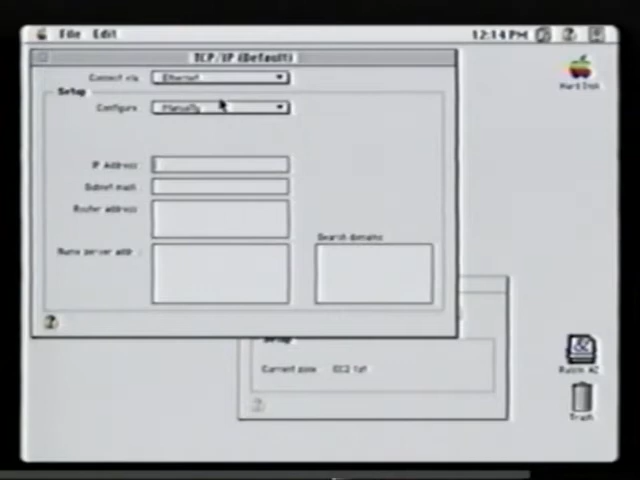 File Edit 12:14 PM
TCP/IP (Default)
Connect via: Ethernet
Setup
Configure: Manually
IP Address:
Subnet mask:
Router address:
Search domains:
Name server addr.:
Setup
Current zone:
Hard Disk
Trash